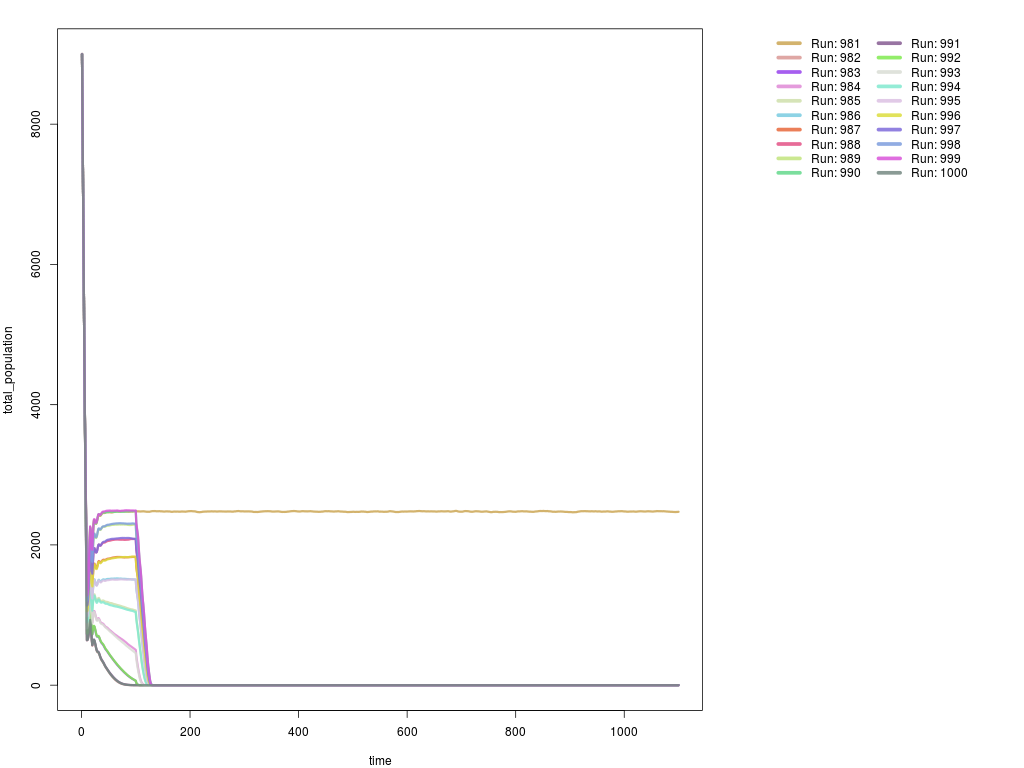 total_population
8000
6000
4000
2000
0
0 200 400 600 800 1000
time
Run: 981 Run: 991
Run: 982 Run: 992
Run: 983 Run: 993
Run: 984 Run: 994
Run: 985 Run: 995
Run: 986 Run: 996
Run: 987 Run: 997
Run: 988 Run: 998
Run: 989 Run: 999
Run: 990 Run: 1000